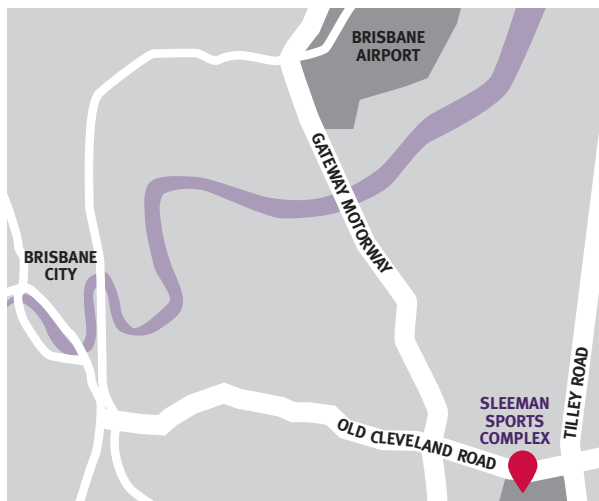 BRISBANE
AIRPORT
GATEWAY MOTORWAY
BRISBANE
CITY
TILLEY ROAD
SLEEMAN
SPORTS
COMPLEX
OLD CLEVELAND ROAD